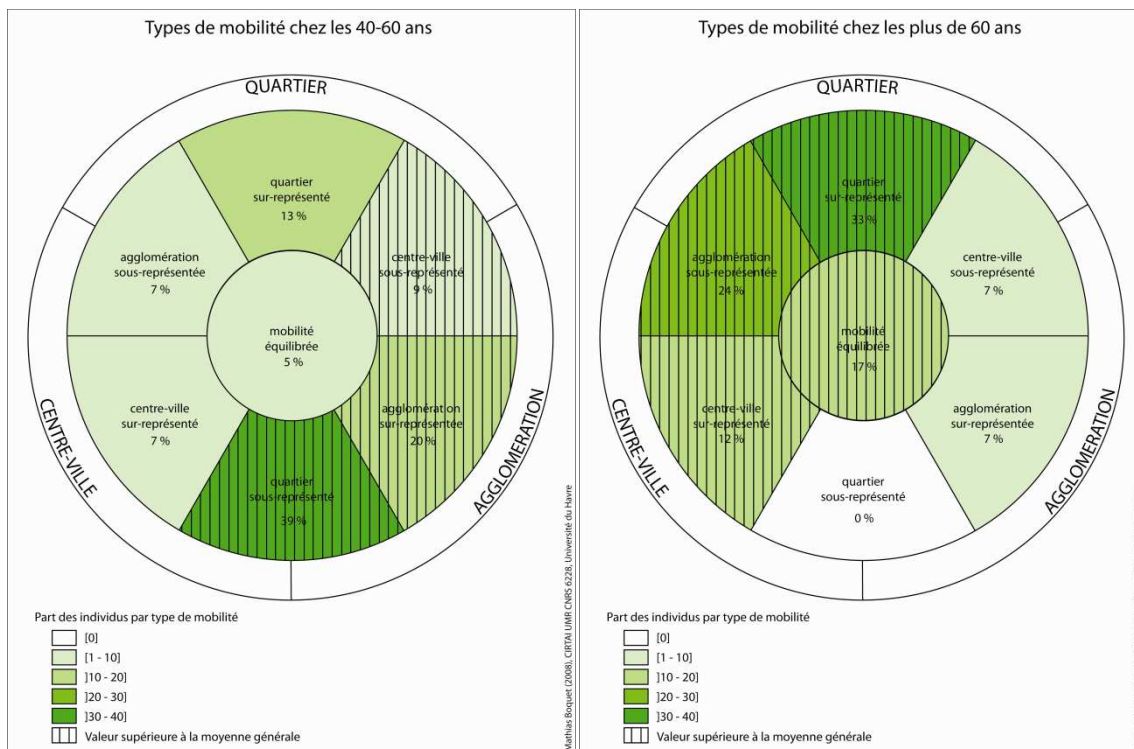 Types de mobilité chez les 40-60 ans
QUARTIER
quartier
sur-représenté
13 %
agglomération
sous-représentée
7 %
centre-ville
sous-représenté
9 %
mobilité
équilibrée
5 %
centre-ville
sur-représenté
7 %
agglomération
sur-représentée
20 %
quartier
sous-représenté
39 %
CENTRE-VILLE
AGGLOMERATION
Part des individus par type de mobilité
[0]
[1 - 10]
]10 - 20]
]20 - 30]
]30 - 40]
Valeur supérieure à la moyenne générale
Mathias Boquet (2008), CIRTAI UMR CNRS 6228, Université du Havre
Types de mobilité chez les plus de 60 ans
QUARTIER
quartier
sur-représenté
33 %
agglomération
sous-représentée
24 %
centre-ville
sous-représenté
7 %
mobilité
équilibrée
17 %
centre-ville
sur-représenté
12 %
agglomération
sur-représentée
7 %
quartier
sous-représenté
0 %
CENTRE-VILLE
AGGLOMERATION
Part des individus par type de mobilité
[0]
[1 - 10]
]10 - 20]
]20 - 30]
]30 - 40]
Valeur supérieure à la moyenne générale